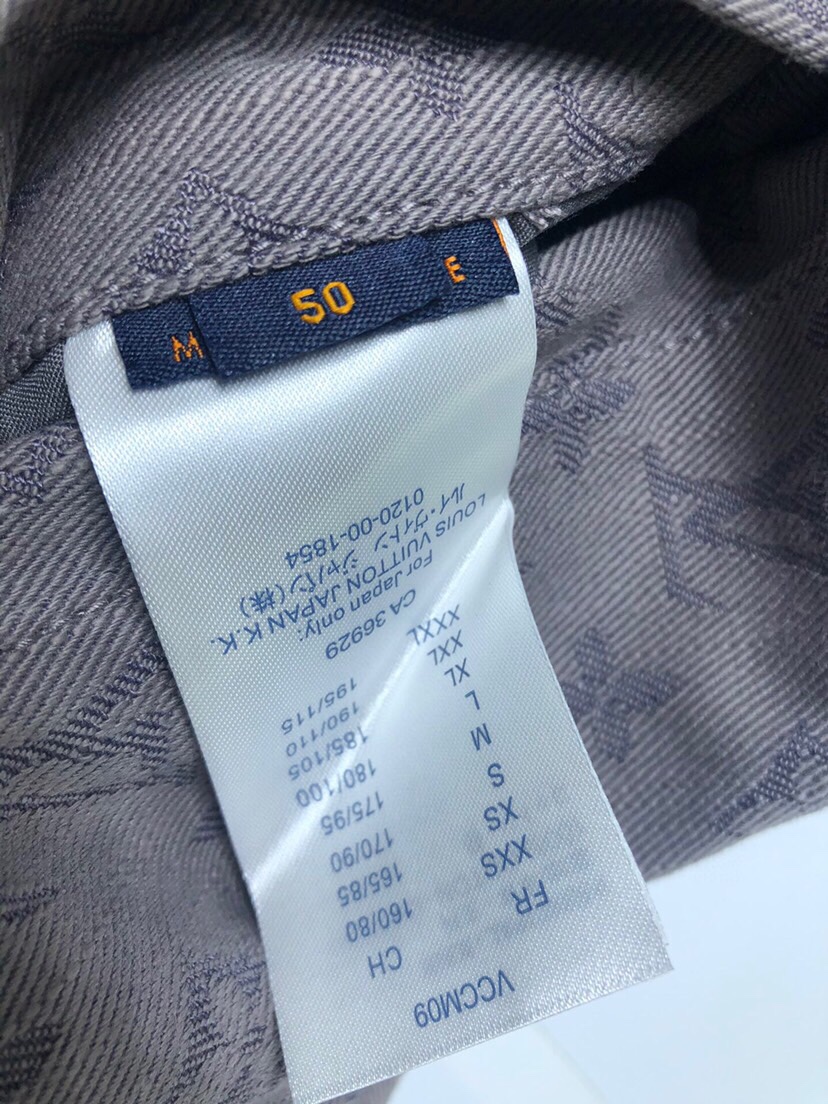 M 50 E
VCCM09
FR CH
XXS 160/80
XS 165/85
S 170/90
M 175/95
L 180/100
XL 185/105
XXL 190/110
XXXL 195/115
CA 36929
For Japan only:
LOUIS VUITTON JAPAN K.K.
ルイ・ヴィトン ジャパン(株)
0120-00-1854